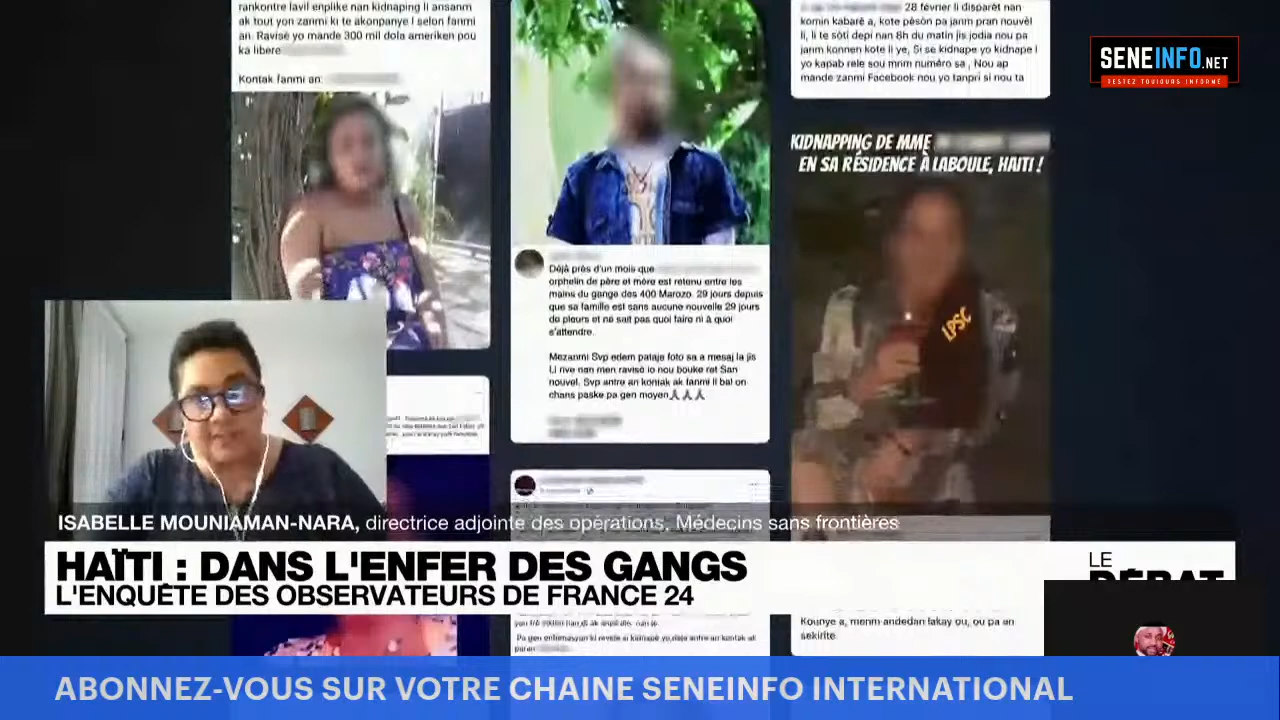 rankontre lavil enplike nan kidnaping li ansanm
ak tout yon zanmi ki te akonpanye l selon fanmi
an. Ravisè yo mande 300 mil dola ameriken pou
ka libere
Kontak fanmi an:
Déjà près d'un mois que
orphelin de père et mère est retenu entre les
mains du gange des 400 Marozo. 29 jours depuis
que sa famille est sans aucune nouvelle 29 jours
de pleurs et ne sait pas quoi faire ni à quoi
s'attendre.
Mezanmi Svp edem pataje foto sa a mesaj la jis
Li rive nan men ravisè io nou bouke ret San
nouvel. Svp antre an kontak ak fanmi li bal on
chans paske pa gen moyen
28 février li disparèt nan
komin kabarè a, kote pèsòn pa janm pran nouvèl
li, li te sòti depi nan 8h du matin jis jodia nou pa
janm konnen kote li ye, Si se kidnape yo kidnape l
yo kapab rele sou mnm numéro sa , Nou ap
mande zanmi Facebook nou yo tanpri si nou ta
KIDNAPPING DE MME
EN SA RÉSIDENCE À LABOULE, HAITI !
LPSC
SENEINFO.NET
RESTEZ TOUJOURS INFORMÉ
ISABELLE MOUNIAMAN-NARA, directrice adjointe des opérations, Médecins sans frontières
HAÏTI : DANS L'ENFER DES GANGS
L'ENQUÊTE DES OBSERVATEURS DE FRANCE 24
LE
DÉBAT
Kounye a, menm andedan lakay ou, ou pa an
sekirite.
ABONNEZ-VOUS SUR VOTRE CHAINE SENEINFO INTERNATIONAL